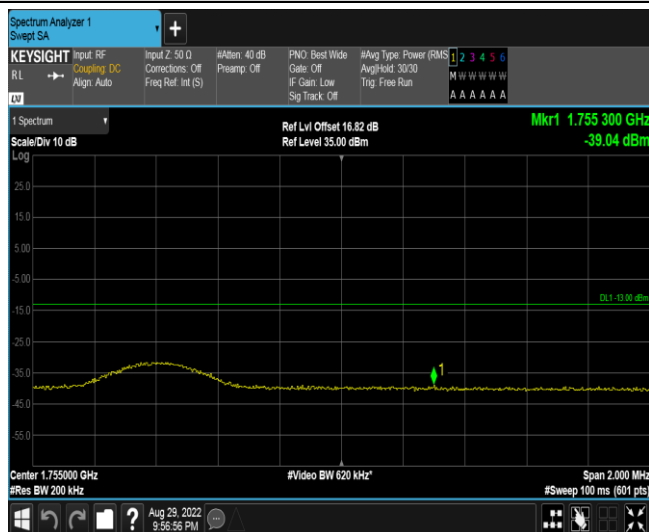 Spectrum Analyzer 1
Swept SA
+
KEYSIGHT
RL
LXI
Input: RF
Coupling: DC
Align: Auto
Input Z: 50 Ω
Corrections: Off
Freq Ref: Int (S)
#Atten: 40 dB
Preamp: Off
PNO: Best Wide
Gate: Off
IF Gain: Low
Sig Track: Off
#Avg Type: Power (RMS
Avg|Hold: 30/30
Trig: Free Run
1 2 3 4 5 6
M W W W W W
A A A A A A
1 Spectrum
Scale/Div 10 dB
Ref Lvl Offset 16.82 dB
Ref Level 35.00 dBm
Mkr1 1.755 300 GHz
-39.04 dBm
Log
25.0
15.0
5.00
-5.00
-15.0
DL1 -13.00 dBm
-25.0
-35.0
1
-45.0
-55.0
Center 1.755000 GHz
#Video BW 620 kHz*
Span 2.000 MHz
#Res BW 200 kHz
#Sweep 100 ms (601 pts)
?
Aug 29, 2022
9:56:56 PM